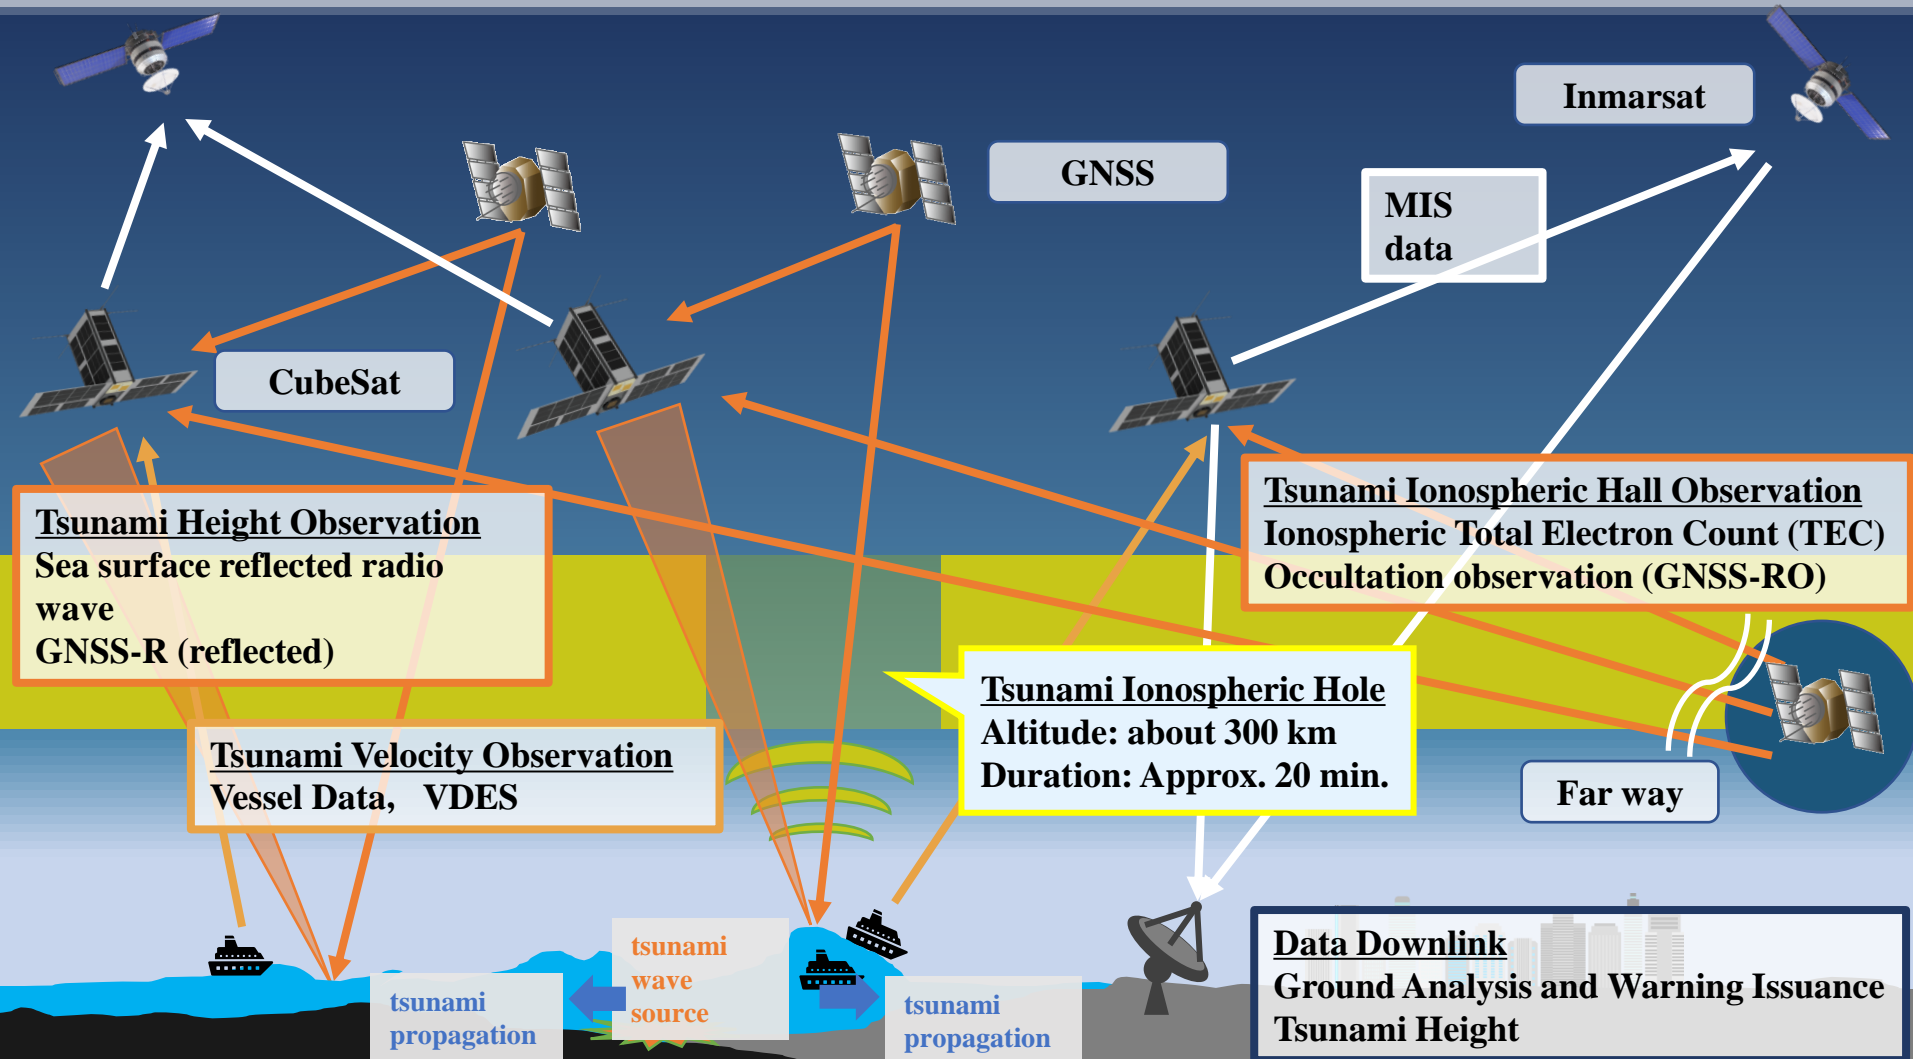 Inmarsat
GNSS
MIS
data
CubeSat
Tsunami Height Observation
Sea surface reflected radio
wave
GNSS-R (reflected)
Tsunami Ionospheric Hall Observation
Ionospheric Total Electron Count (TEC)
Occultation observation (GNSS-RO)
Tsunami Ionospheric Hole
Altitude: about 300 km
Duration: Approx. 20 min.
Tsunami Velocity Observation
Vessel Data,　VDES
Far way
tsunami
wave
source
tsunami
propagation
tsunami
propagation
Data Downlink
Ground Analysis and Warning Issuance
Tsunami Height